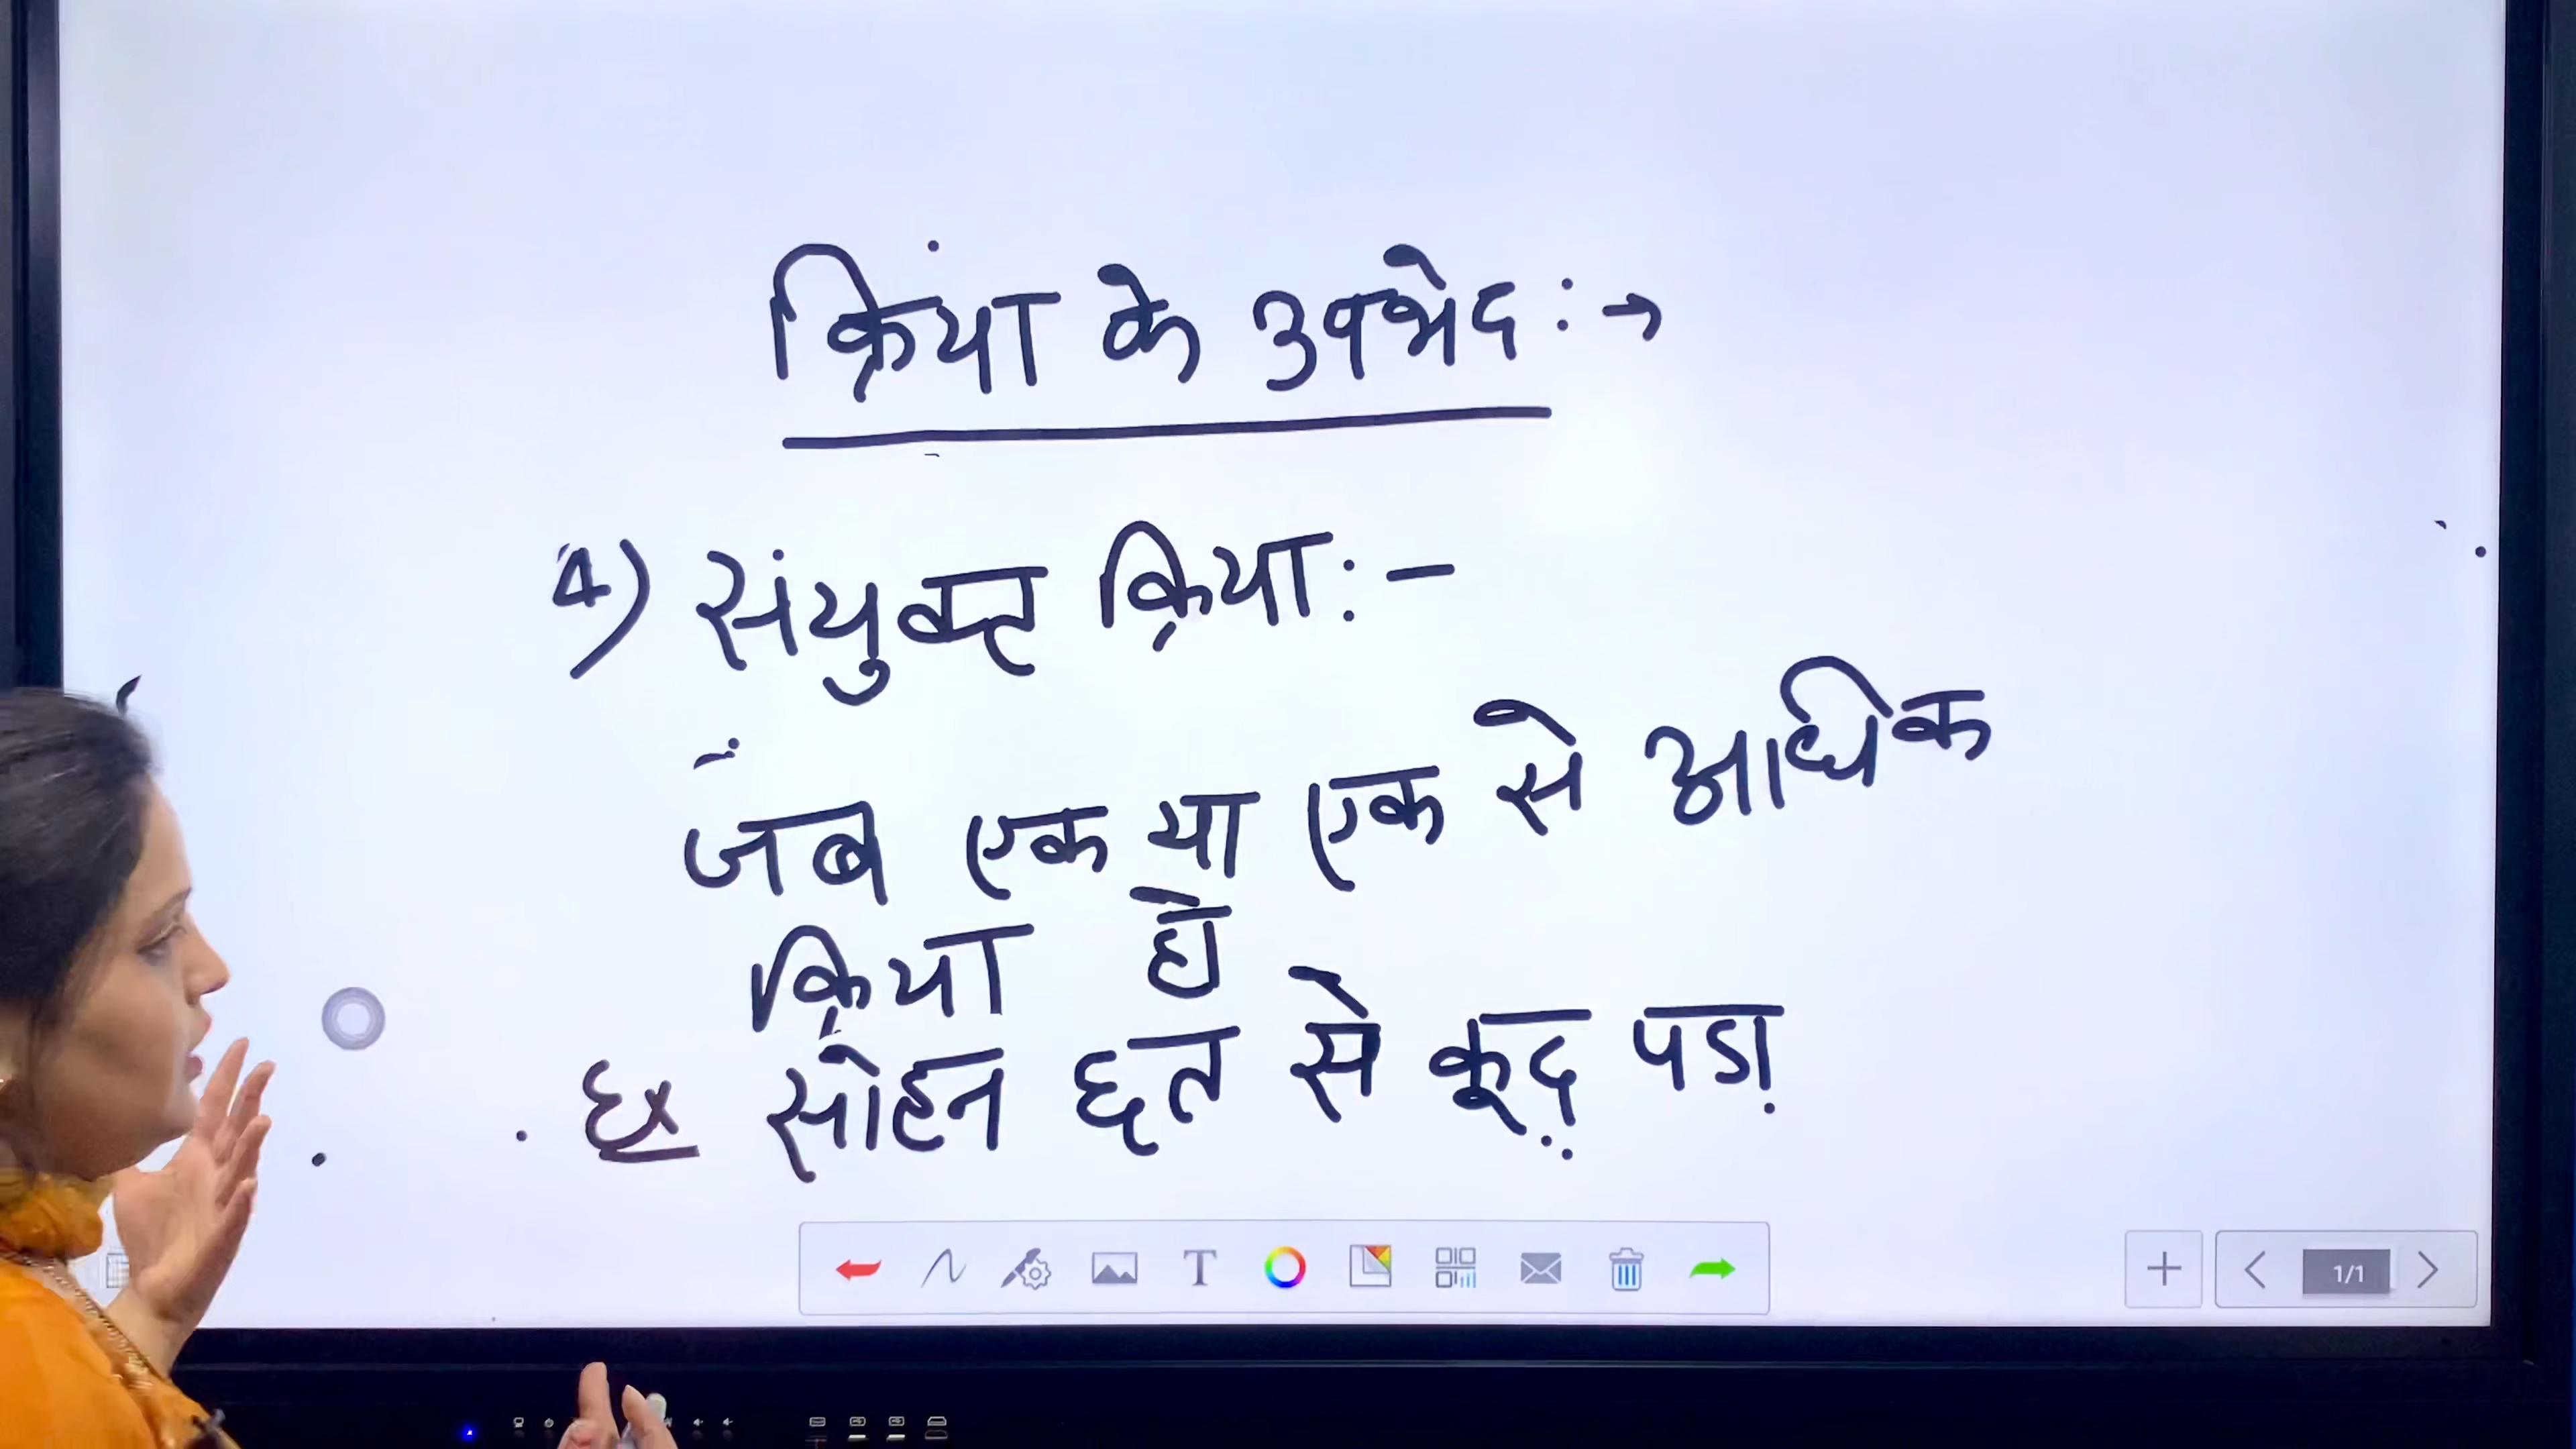 क्रिया के उपभेद :→
4) संयुक्त क्रिया :-
जब एक या एक से अधिक
क्रिया हो
Ex सोहन छत से कूद पडा़
1/1